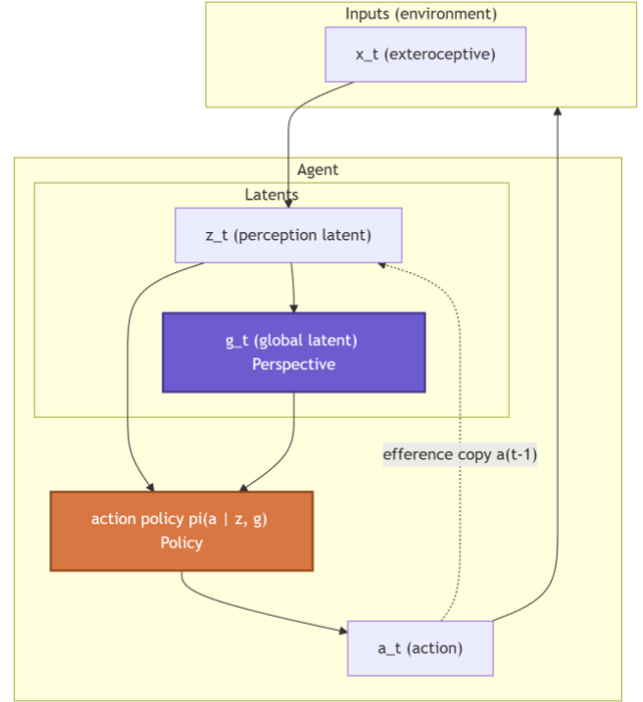 Inputs (environment)
x_t (exteroceptive)
Agent
Latents
z_t (perception latent)
g_t (global latent)
Perspective
efference copy a(t-1)
action policy pi(a | z, g)
Policy
a_t (action)